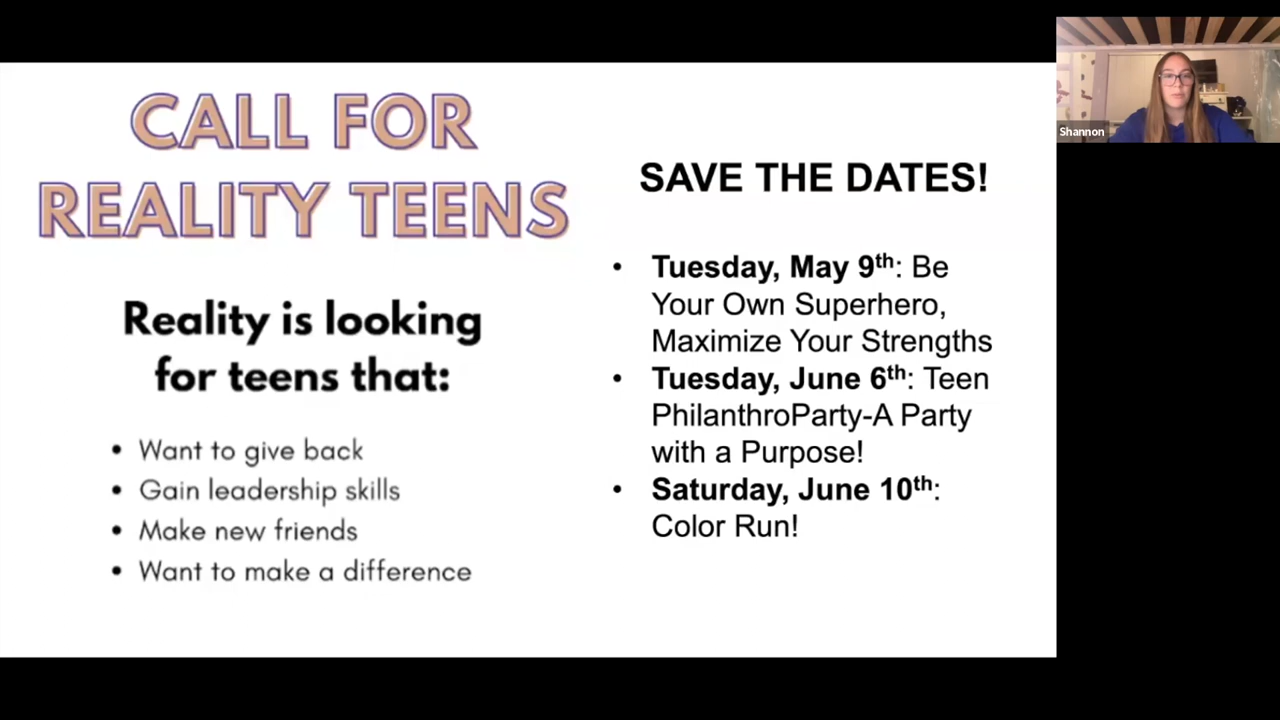 CALL FOR
REALITY TEENS
Reality is looking
for teens that:
• Want to give back
• Gain leadership skills
• Make new friends
• Want to make a difference
SAVE THE DATES!
• Tuesday, May 9th: Be
Your Own Superhero,
Maximize Your Strengths
• Tuesday, June 6th: Teen
PhilanthroParty-A Party
with a Purpose!
• Saturday, June 10th:
Color Run!
Shannon